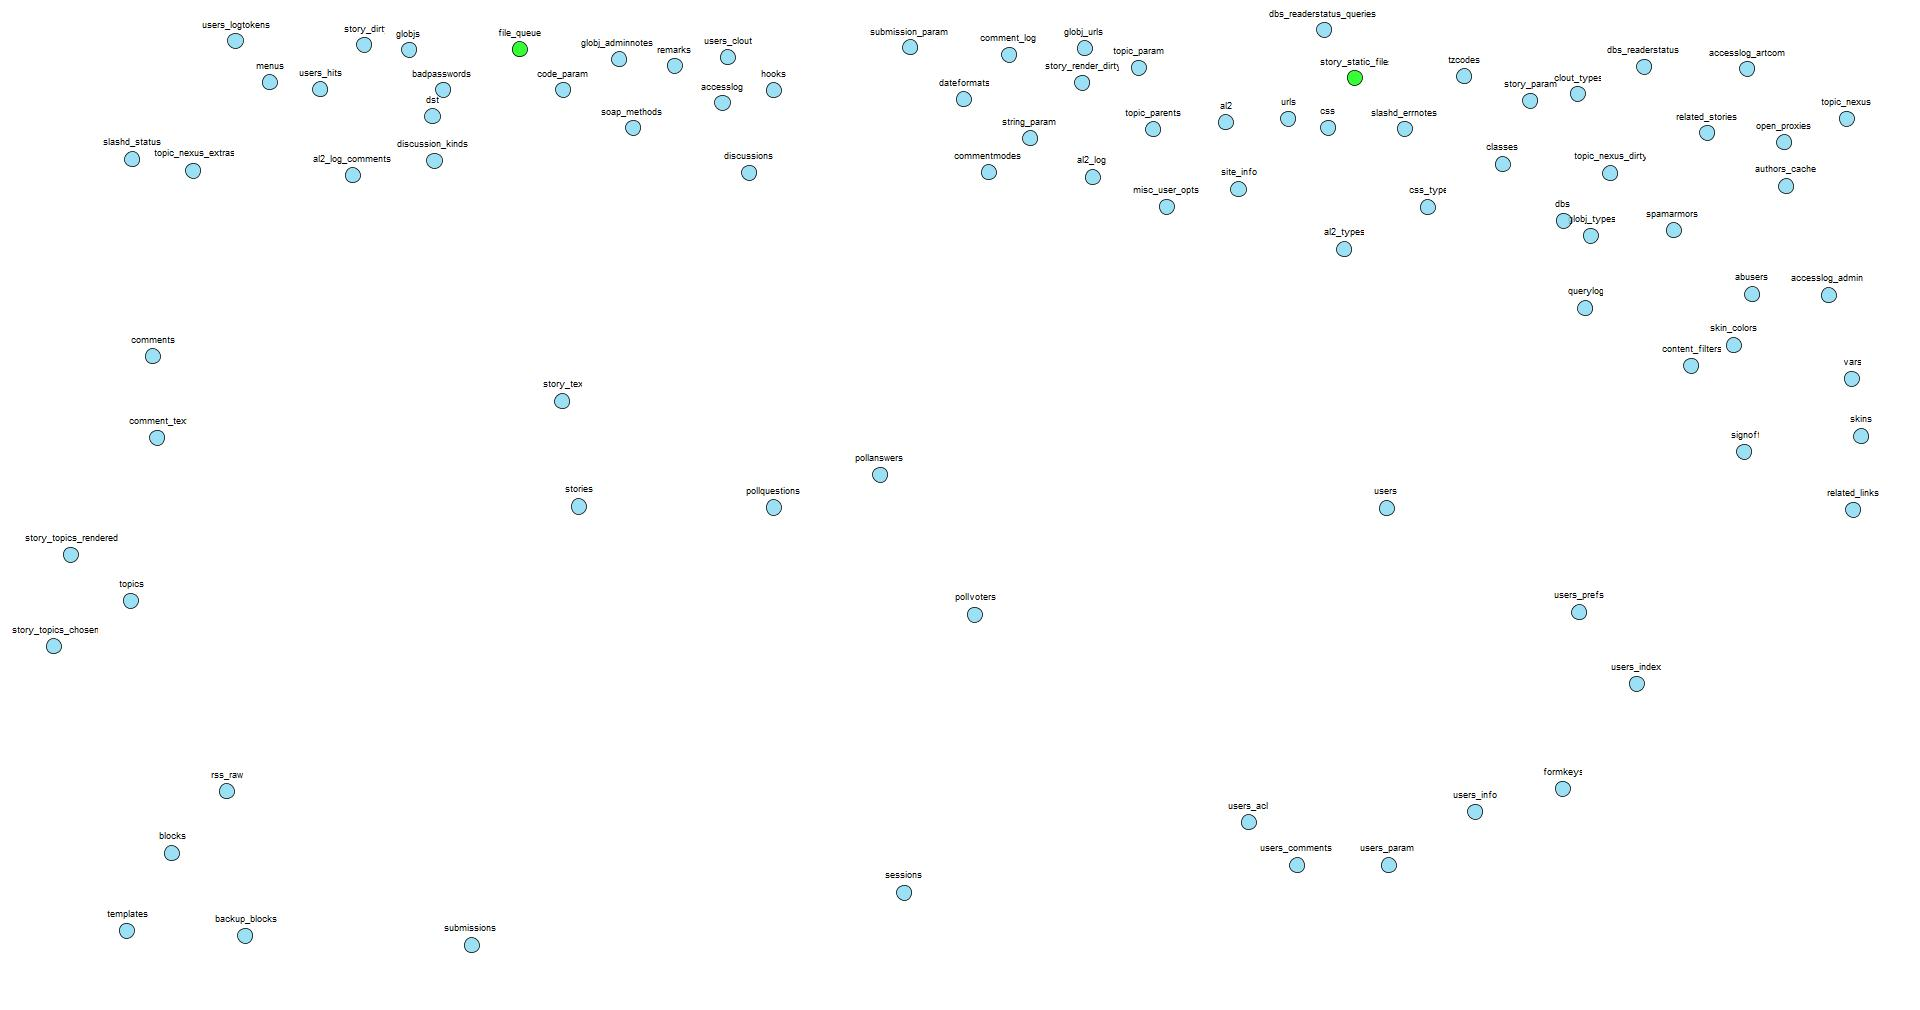 dbs_readerstatus_queries
users_logtokens
story_dirt
globjs
file_queue
globj_adminnotes
remarks
users_clout
submission_param
comment_log
globj_urls
topic_param
story_static_file
tzcodes
dbs_readerstatus
accesslog_artcom
menus
users_hits
badpasswords
code_param
accesslog
hooks
dateformats
story_render_dirty
story_param
clout_types
dst
soap_methods
string_param
topic_parents
al2
urls
css
slashd_errnotes
related_stories
open_proxies
topic_nexus
slashd_status
topic_nexus_extras
al2_log_comments
discussion_kinds
discussions
commentmodes
al2_log
site_info
classes
topic_nexus_dirty
authors_cache
misc_user_opts
css_type
dbs
globj_types
spamarmors
al2_types
querylog
abusers
accesslog_admin
skin_colors
content_filters
vars
comments
story_tex
comment_tex
skins
signoff
pollanswers
stories
pollquestions
users
related_links
story_topics_rendered
topics
pollvoters
users_prefs
story_topics_chosen
users_index
rss_raw
formkeys
users_info
users_acl
blocks
users_comments
users_param
sessions
templates
backup_blocks
submissions